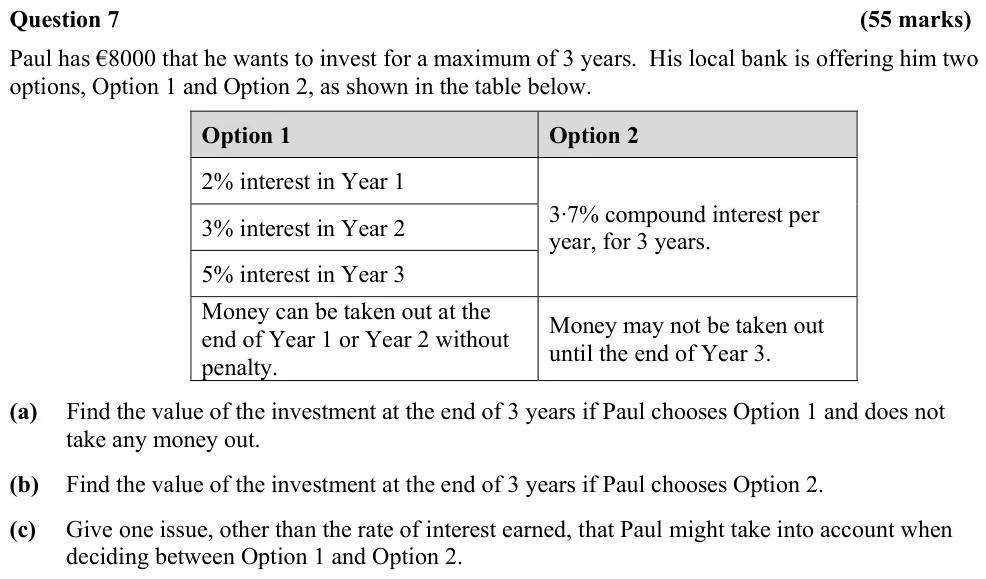 Question 7 (55 marks)
Paul has €8000 that he wants to invest for a maximum of 3 years. His local bank is offering him two
options, Option 1 and Option 2, as shown in the table below.
Option 1 Option 2
2% interest in Year 1
3% interest in Year 2
5% interest in Year 3
3·7% compound interest per
year, for 3 years.
Money can be taken out at the
end of Year 1 or Year 2 without
penalty.
Money may not be taken out
until the end of Year 3.
(a) Find the value of the investment at the end of 3 years if Paul chooses Option 1 and does not
take any money out.
(b) Find the value of the investment at the end of 3 years if Paul chooses Option 2.
(c) Give one issue, other than the rate of interest earned, that Paul might take into account when
deciding between Option 1 and Option 2.